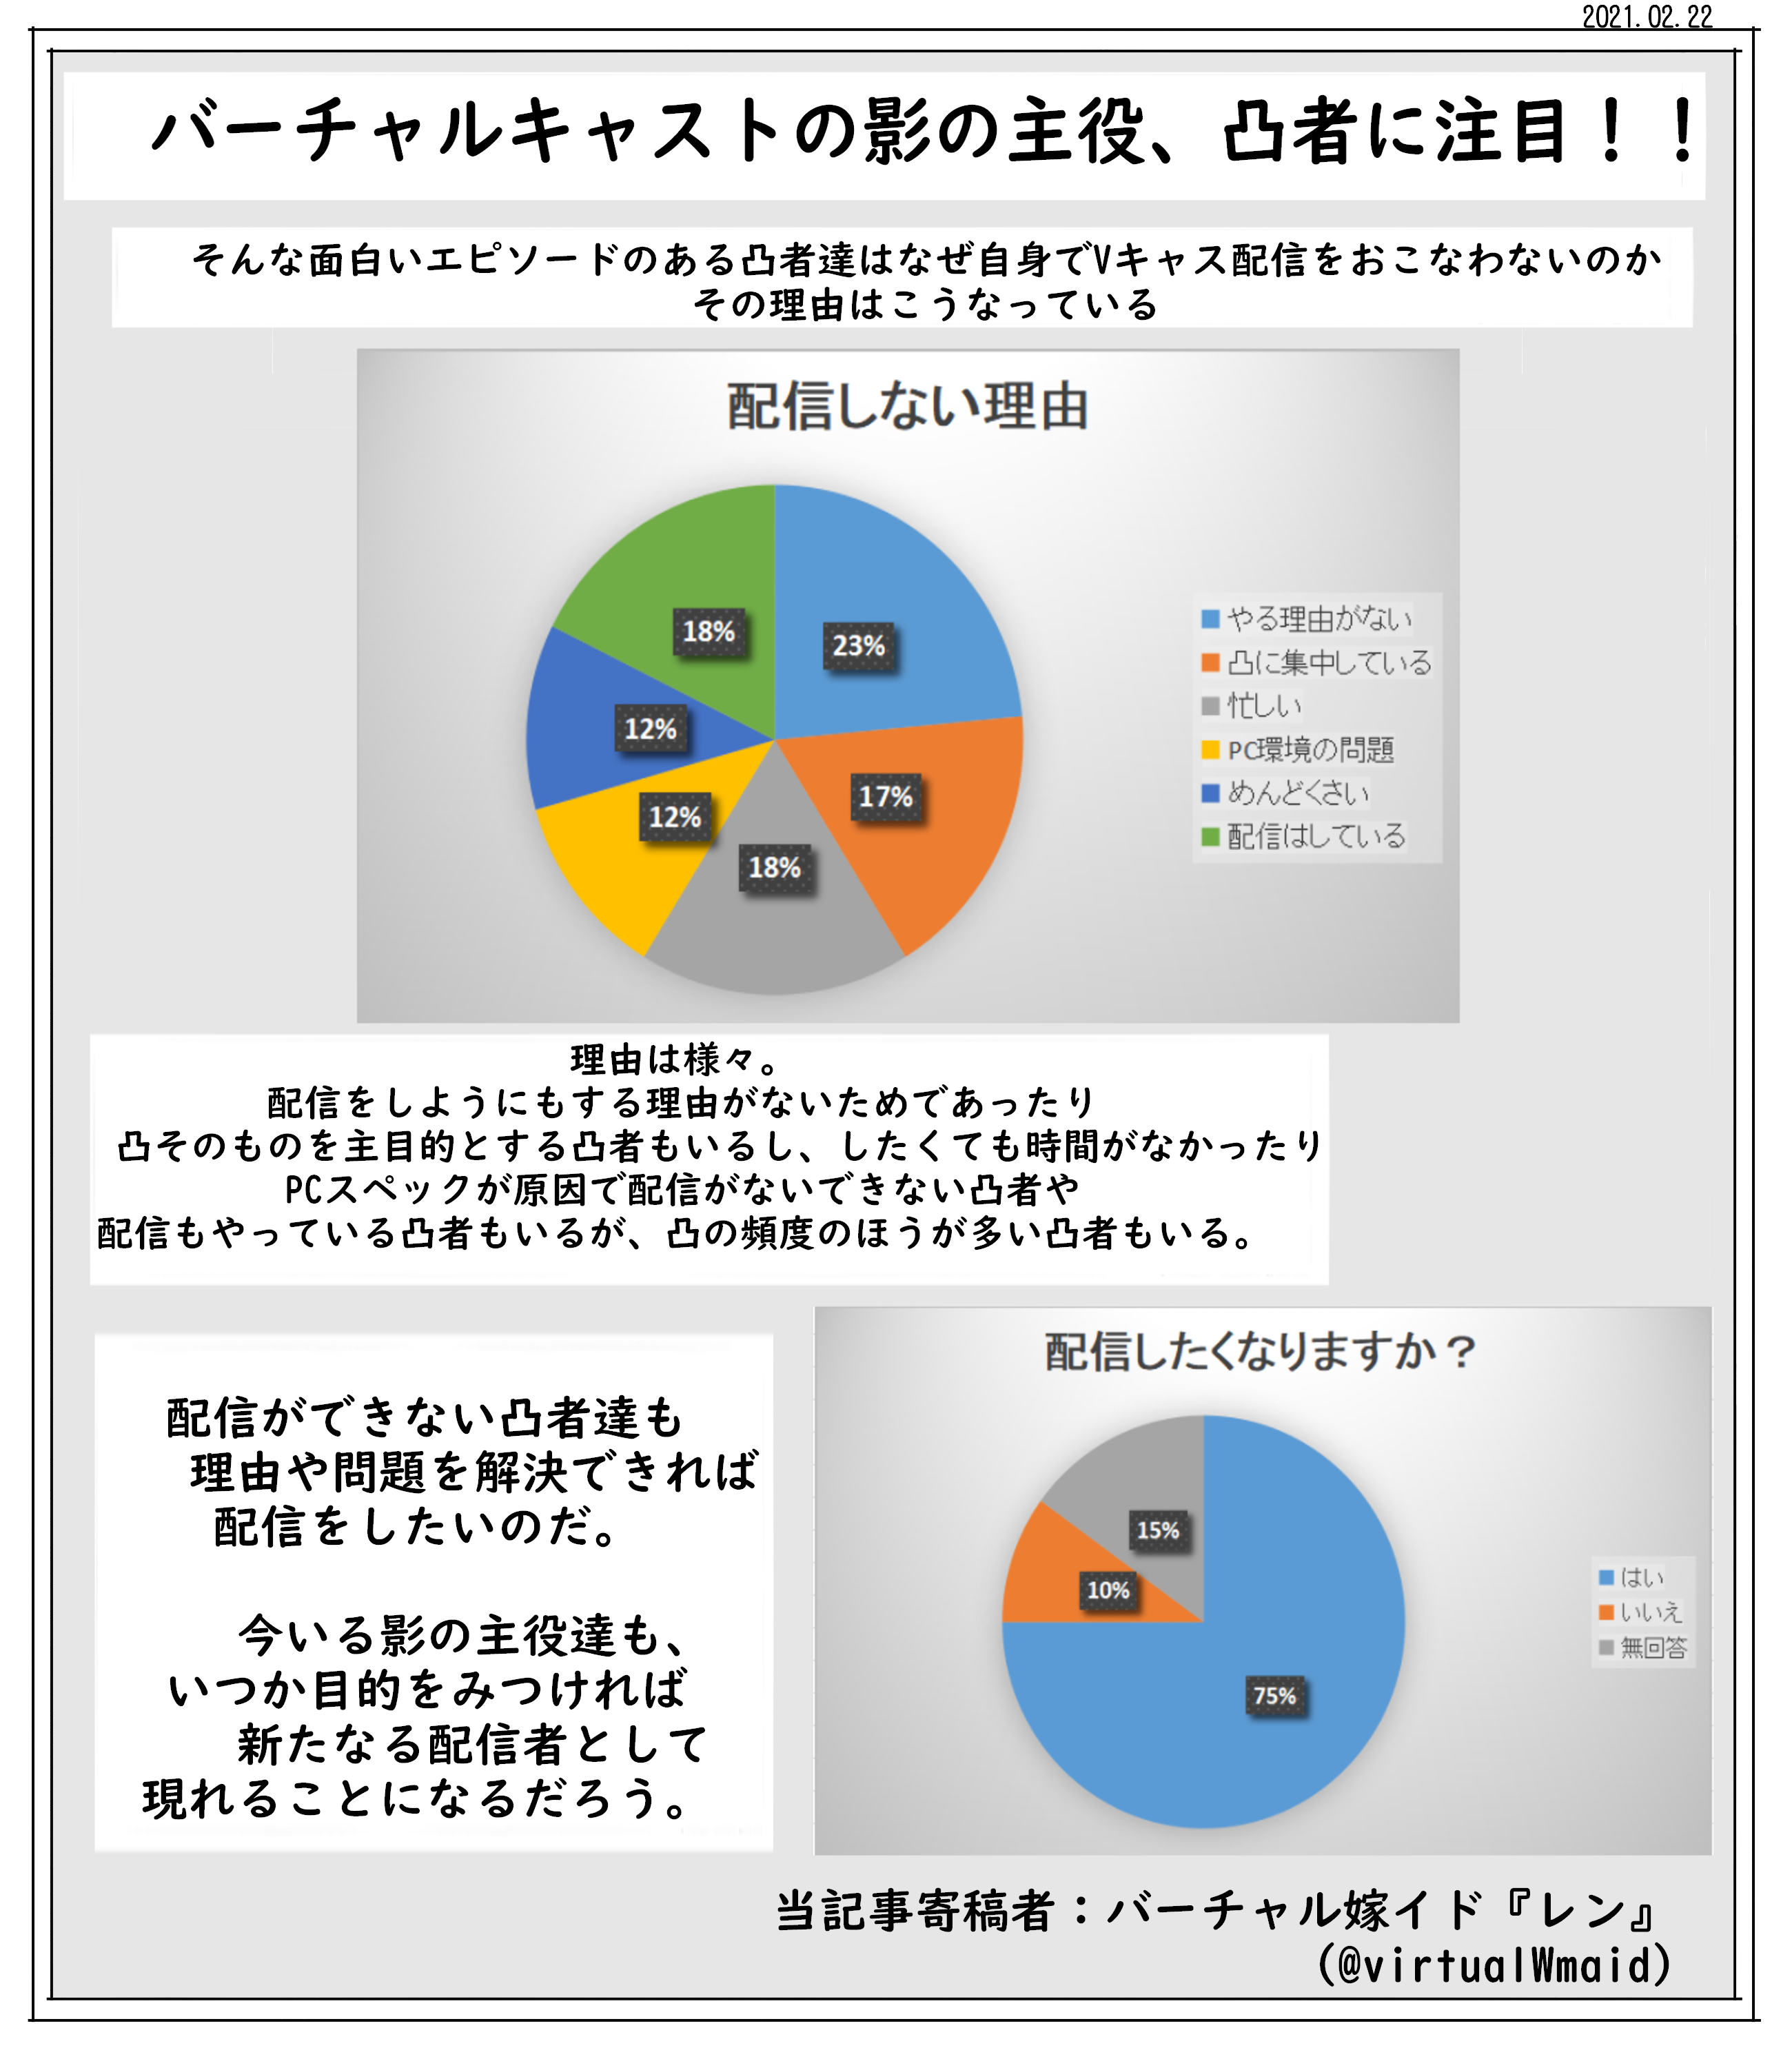 2021.02.22
バーチャルキャストの影の主役、凸者に注目！！
そんな面白いエピソードのある凸者達はなぜ自身でVキャス配信をおこなわないのか
その理由はこうなっている
配信しない理由
18%
23%
12%
17%
12%
18%
やる理由がない
凸に集中している
忙しい
PC環境の問題
めんどくさい
配信はしている
理由は様々。
配信をしようにもする理由がないためであったり
凸そのものを主目的とする凸者もいるし、したくても時間がなかったり
PCスペックが原因で配信がないできない凸者や
配信もやっている凸者もいるが、凸の頻度のほうが多い凸者もいる。
配信ができない凸者達も
理由や問題を解決できれば
配信をしたいのだ。
今いる影の主役達も、
いつか目的をみつければ
新たなる配信者として
現れることになるだろう。
配信したくなりますか？
15%
10%
75%
はい
いいえ
無回答
当記事寄稿者：バーチャル嫁イド『レン』
(@virtualWmaid)